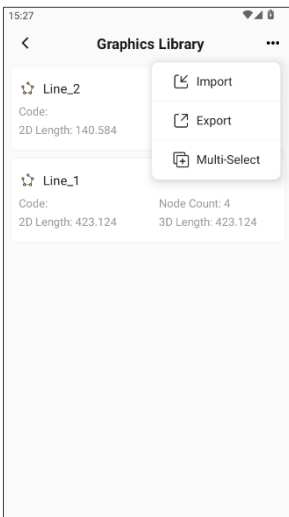 15:27
Graphics Library
Line_2
Code:
2D Length: 140.584
Import
Export
Multi-Select
Line_1
Code:
Node Count: 4
2D Length: 423.124
3D Length: 423.124